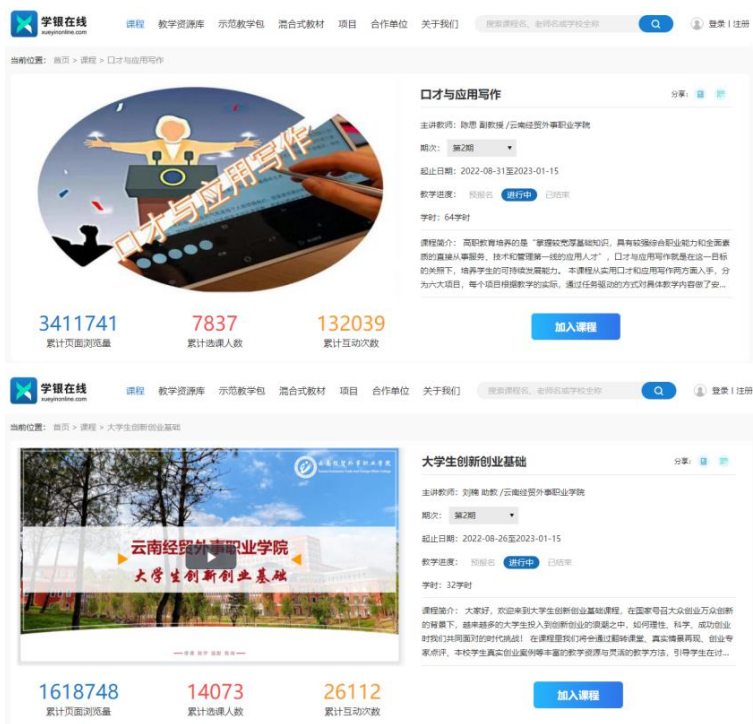 学银在线
xueyinonline.com
课程 教学资源库 示范教学包 混合式教材 项目 合作单位 关于我们
搜索课程名、老师名或学校全称
登录 | 注册
当前位置: 首页 > 课程 > 口才与应用写作
口才与应用写作
口才与应用写作
分享:
主讲教师：陈思 副教授 /云南经贸外事职业学院
期次： 第2期
起止日期：2022-08-31至2023-01-15
教学进度： 预报名 进行中 已结束
学时：64学时
课程简介： 高职教育培养的是“掌握较宽厚基础知识，具有较强综合职业能力和全面素
质的直接从事服务、技术和管理第一线的应用人才”，口才与应用写作就是在这一目标
的关照下，培养学生的可持续发展能力。 本课程从实用口才和应用写作两方面入手，分
为六大项目，每个项目根据教学的实际，通过任务驱动的方式对具体教学内容做了安...
3411741 7837 132039
累计页面浏览量 累计选课人数 累计互动次数
加入课程
学银在线
xueyinonline.com
课程 教学资源库 示范教学包 混合式教材 项目 合作单位 关于我们
搜索课程名、老师名或学校全称
登录 | 注册
当前位置: 首页 > 课程 > 大学生创新创业基础
云南经贸外事职业学院
云南经贸外事职业学院
大学生创新创业基础
大学生创新创业基础
分享:
主讲教师：刘楠 助教 /云南经贸外事职业学院
期次： 第2期
起止日期：2022-08-26至2023-01-15
教学进度： 预报名 进行中 已结束
学时：32学时
课程简介： 大家好，欢迎来到大学生创新创业基础课程，在国家号召大众创业万众创新
的背景下，越来越多的大学生投入到创新创业的浪潮之中，如何理性、科学、成功创业
时我们共同面对的时代挑战！ 在课程里我们将会通过翻转课堂、真实情景再现、创业专
家点评、本校学生真实创业案例等丰富的教学资源与灵活的教学方法，引导学生在讨...
1618748 14073 26112
累计页面浏览量 累计选课人数 累计互动次数
加入课程